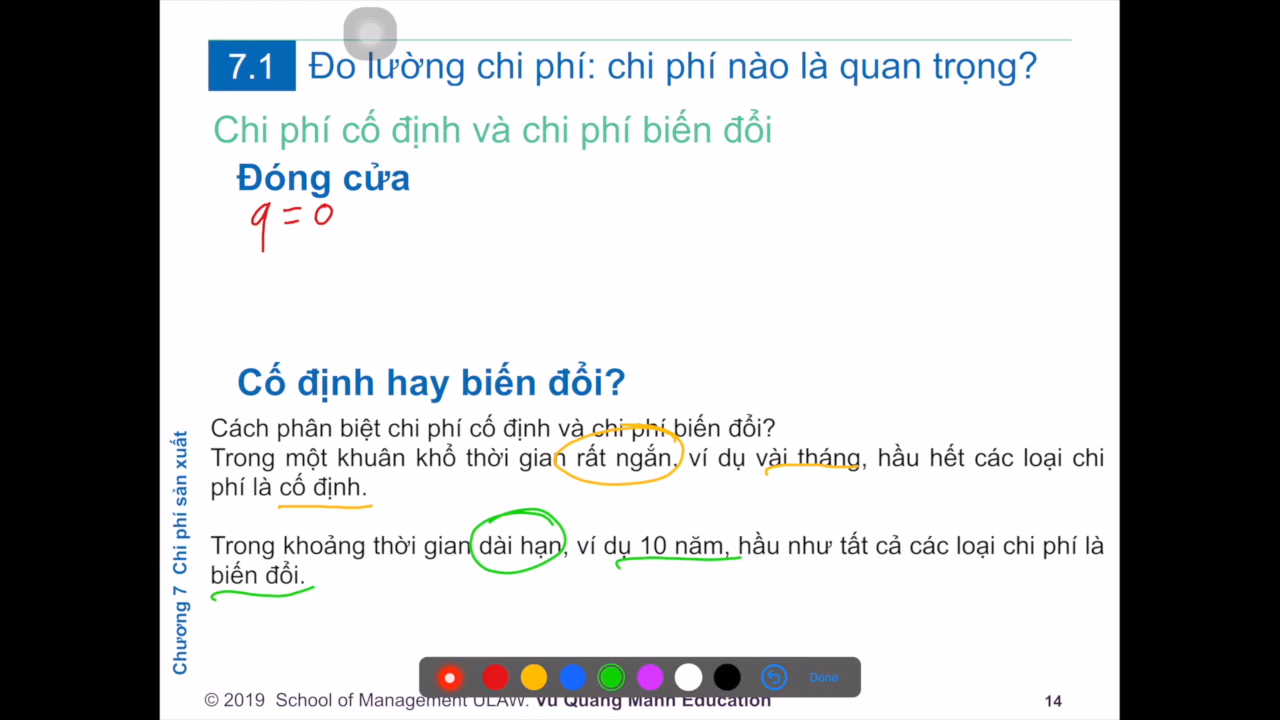 7.1 Đo lường chi phí: chi phí nào là quan trọng?
Chi phí cố định và chi phí biến đổi
Đóng cửa
q = 0
Cố định hay biến đổi?
Cách phân biệt chi phí cố định và chi phí biến đổi?
Trong một khuân khổ thời gian rất ngắn, ví dụ vài tháng, hầu hết các loại chi
phí là cố định.
Trong khoảng thời gian dài hạn, ví dụ 10 năm, hầu như tất cả các loại chi phí là
biến đổi.
Chương 7 Chi phí sản xuất
Done
© 2019 School of Management ULAW. Vũ Quang Mạnh Education
14